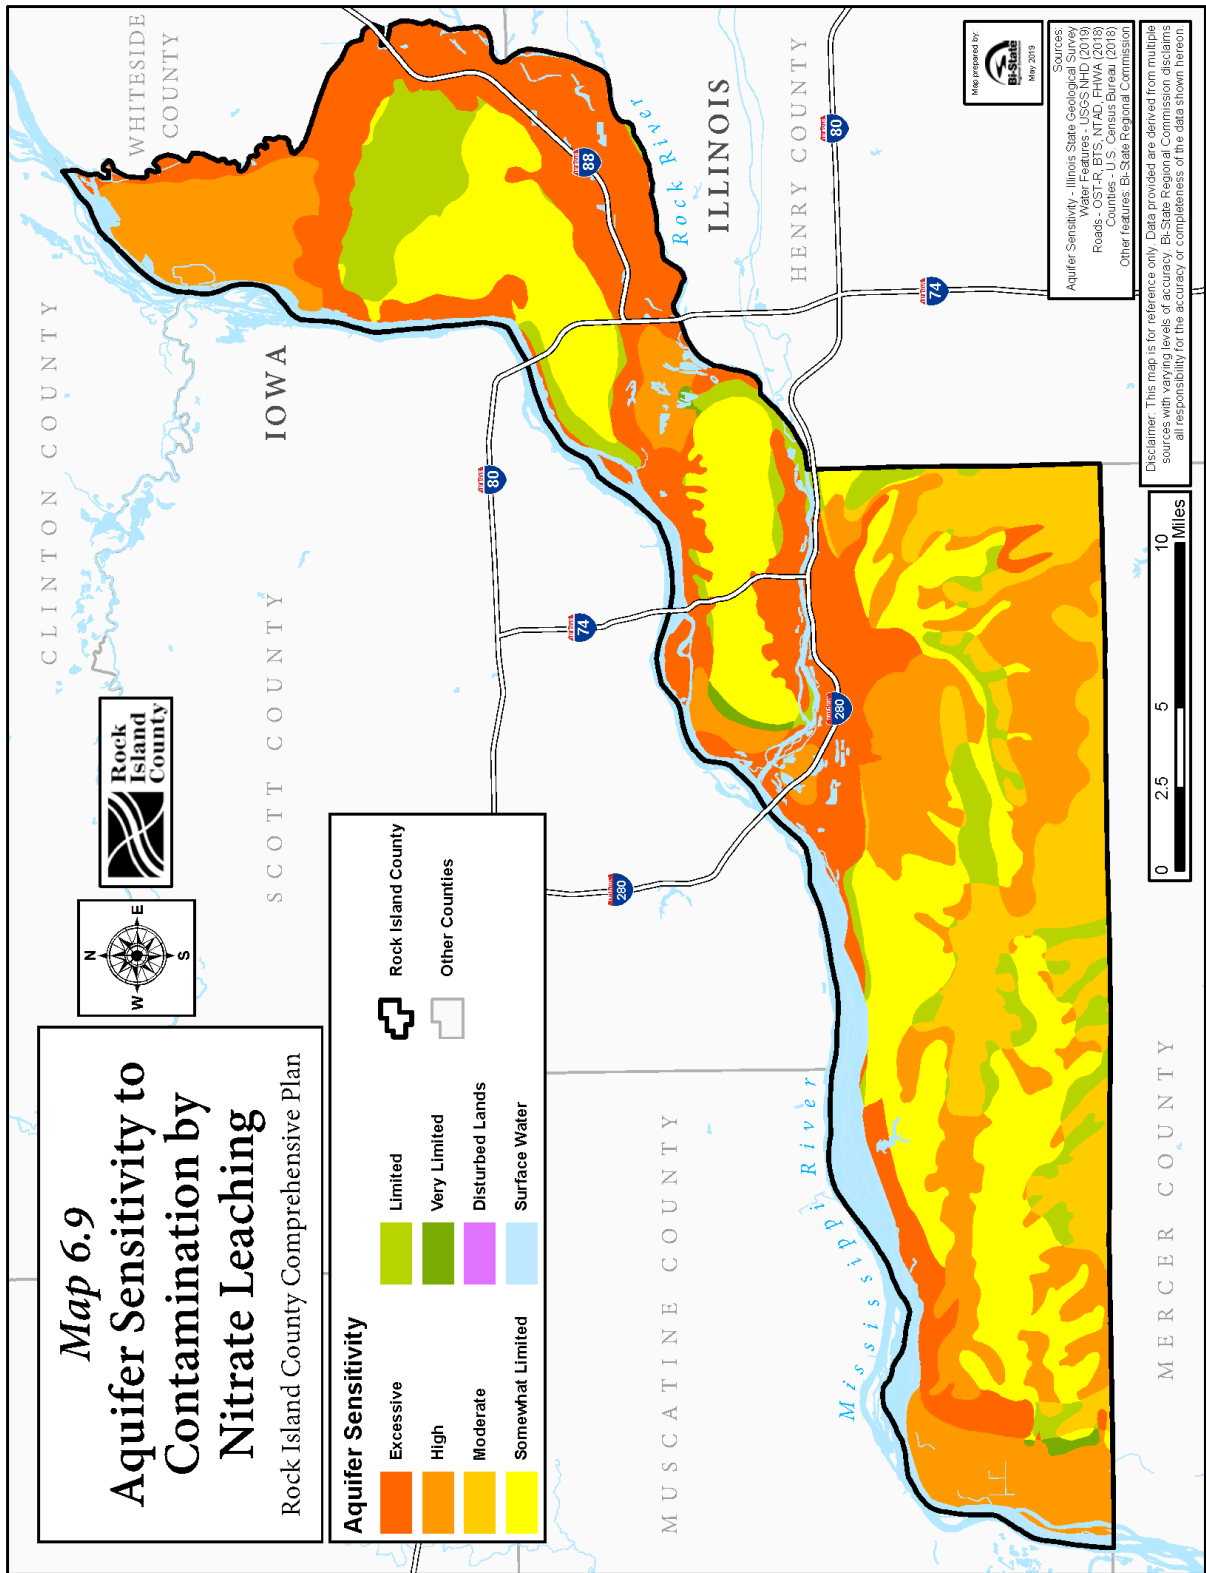 Map 6.9
Aquifer Sensitivity to
Contamination by
Nitrate Leaching
Rock Island County Comprehensive Plan
N
W
E
S
Rock
Island
County
Aquifer Sensitivity
Excessive
High
Moderate
Somewhat Limited
Limited
Very Limited
Disturbed Lands
Surface Water
Rock Island County
Other Counties
CLINTON COUNTY
WHITESIDE
COUNTY
IOWA
SCOTT COUNTY
MUSCATINE COUNTY
Mississippi River
Rock River
ILLINOIS
HENRY COUNTY
MERCER COUNTY
88
80
80
74
74
280
280
0
2.5
5
10
Miles
Map prepared by:
Bi-State
May 2019
Sources:
Aquifer Sensitivity - Illinois State Geological Survey
Water Features - USGS NHD (2019)
Roads - OST-R, BTS, NTAD, FHWA (2018)
Counties - U.S. Census Bureau (2018)
Other features: Bi-State Regional Commission
Disclaimer: This map is for reference only. Data provided are derived from multiple
sources with varying levels of accuracy. Bi-State Regional Commission disclaims
all responsibility for the accuracy or completeness of the data shown hereon.